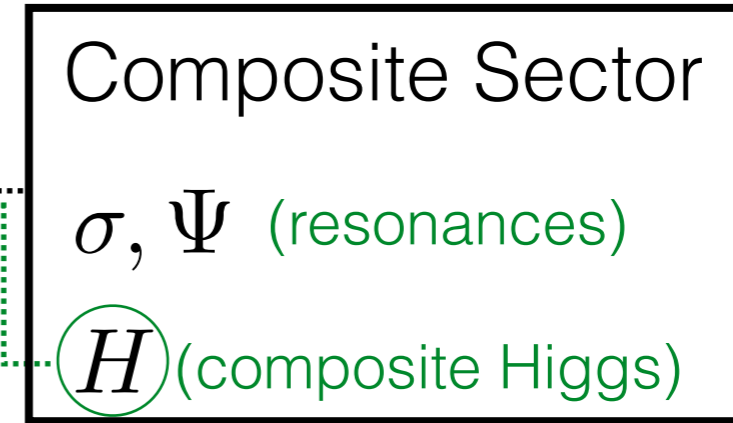 Composite Sector
σ, Ψ (resonances)
H (composite Higgs)